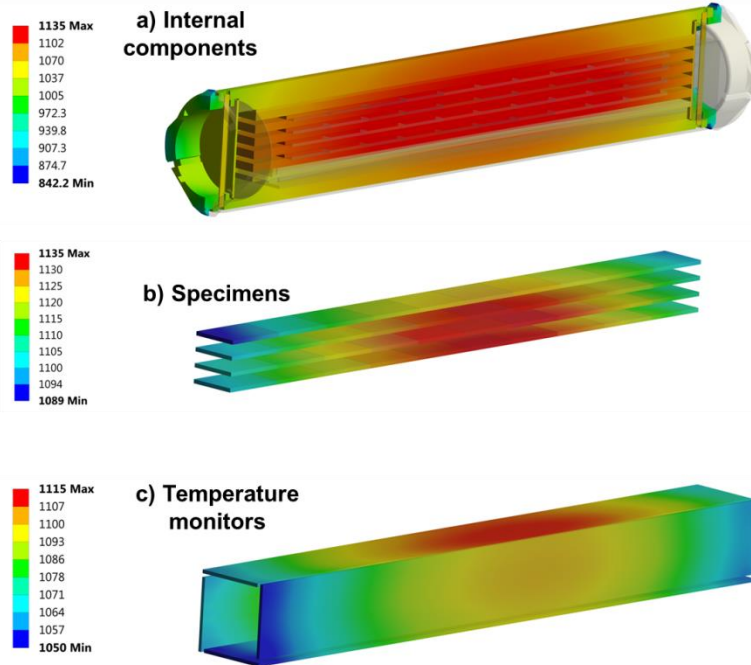 1135 Max
1102
1070
1037
1005
972.3
939.8
907.3
874.7
842.2 Min
a) Internal
components
1135 Max
1130
1125
1120
1115
1110
1105
1100
1094
1089 Min
b) Specimens
1115 Max
1107
1100
1093
1086
1078
1071
1064
1057
1050 Min
c) Temperature
monitors